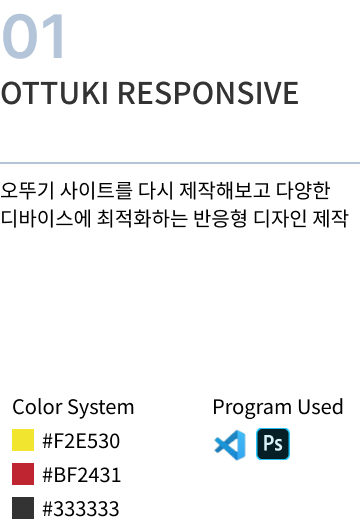 01
OTTUKI RESPONSIVE
오뚜기 사이트를 다시 제작해보고 다양한
디바이스에 최적화하는 반응형 디자인 제작
Color System
#F2E530
#BF2431
#333333
Program Used
Ps